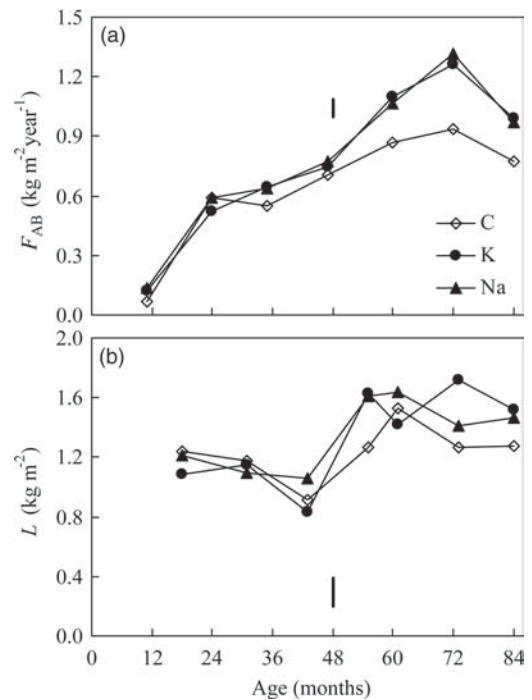 1.5
(a)
1.2
0.9
0.6
0.3
0.0
F_AB (kg m⁻² year⁻¹)
C
K
Na
2.0
(b)
1.6
1.2
0.8
0.4
0.0
L (kg m⁻²)
0 12 24 36 48 60 72 84
Age (months)